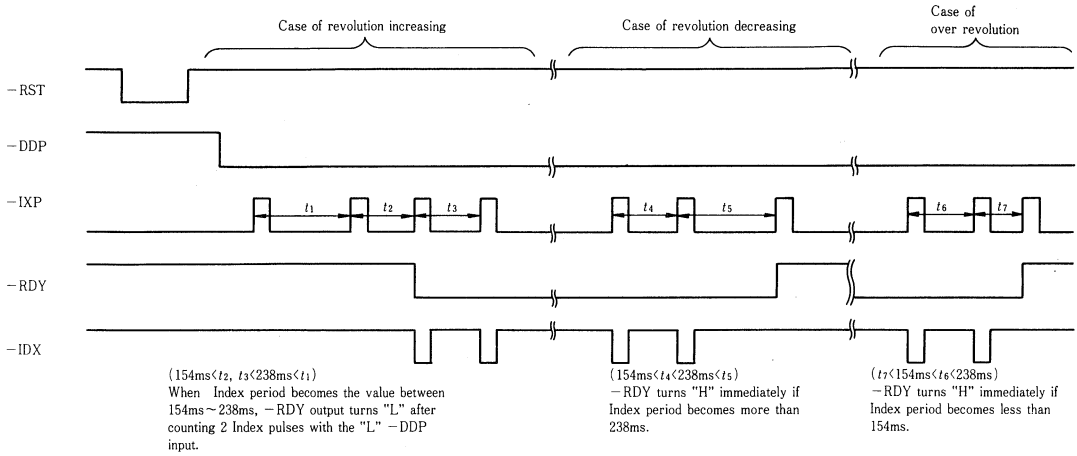 Case of revolution increasing
Case of revolution decreasing
Case of
over revolution
−RST
−DDP
−IXP
t1
t2
t3
t4
t5
t6
t7
−RDY
−IDX
(154ms<t2, t3<238ms<t1)
When Index period becomes the value between
154ms~238ms, −RDY output turns "L" after
counting 2 Index pulses with the "L" −DDP
input.
(154ms<t4<238ms<t5)
−RDY turns "H" immediately if
Index period becomes more than
238ms.
(t7<154ms<t6<238ms)
−RDY turns "H" immediately if
Index period becomes less than
154ms.